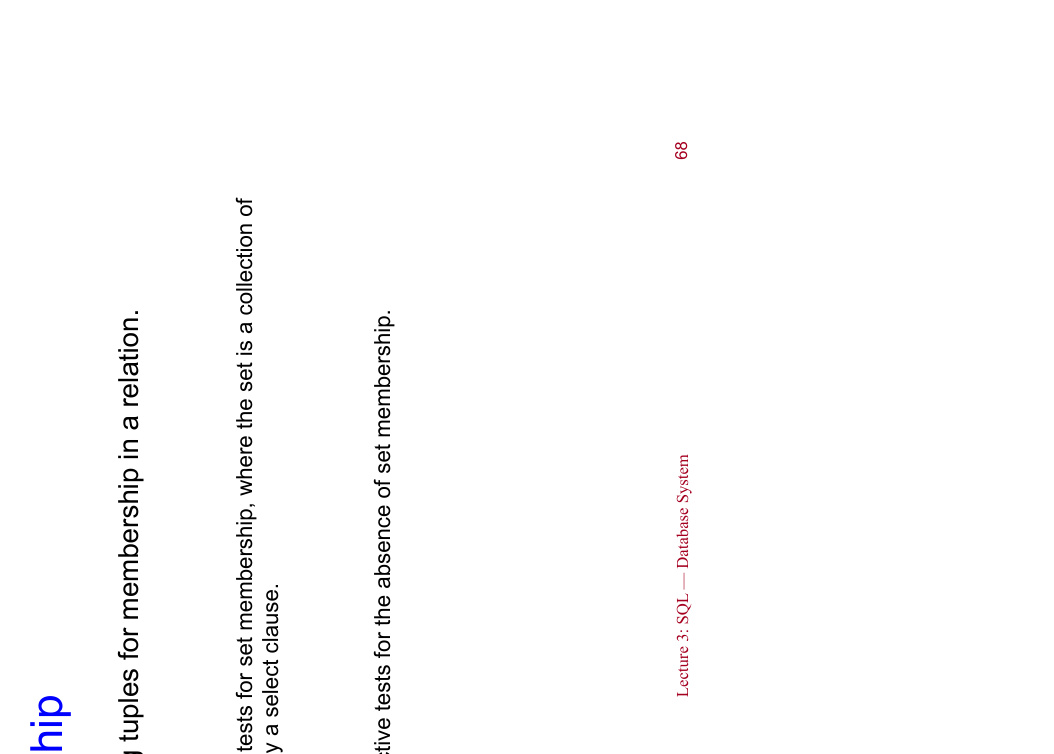 hip
tuples for membership in a relation.
tests for set membership, where the set is a collection of
y a select clause.
ctive tests for the absence of set membership.
Lecture 3: SQL — Database System
68